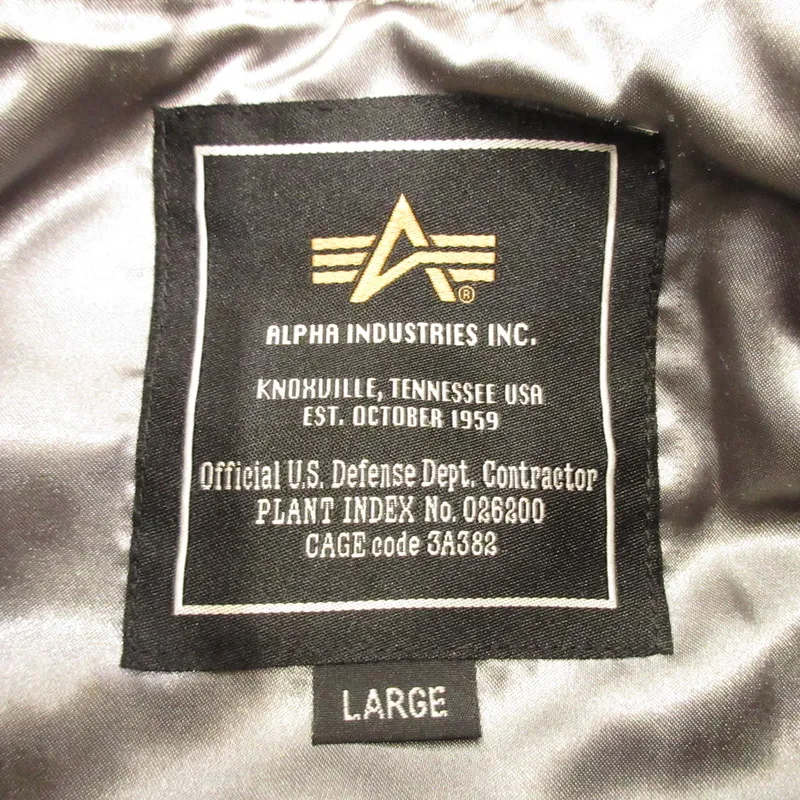 ®
ALPHA INDUSTRIES INC.
KNOXVILLE, TENNESSEE USA
EST. OCTOBER 1959
Official U.S. Defense Dept. Contractor
PLANT INDEX No. 026200
CAGE code 3A382
LARGE